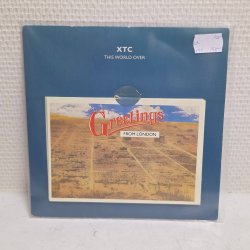 XTC
THIS WORLD OVER
Greetings
FROM LONDON